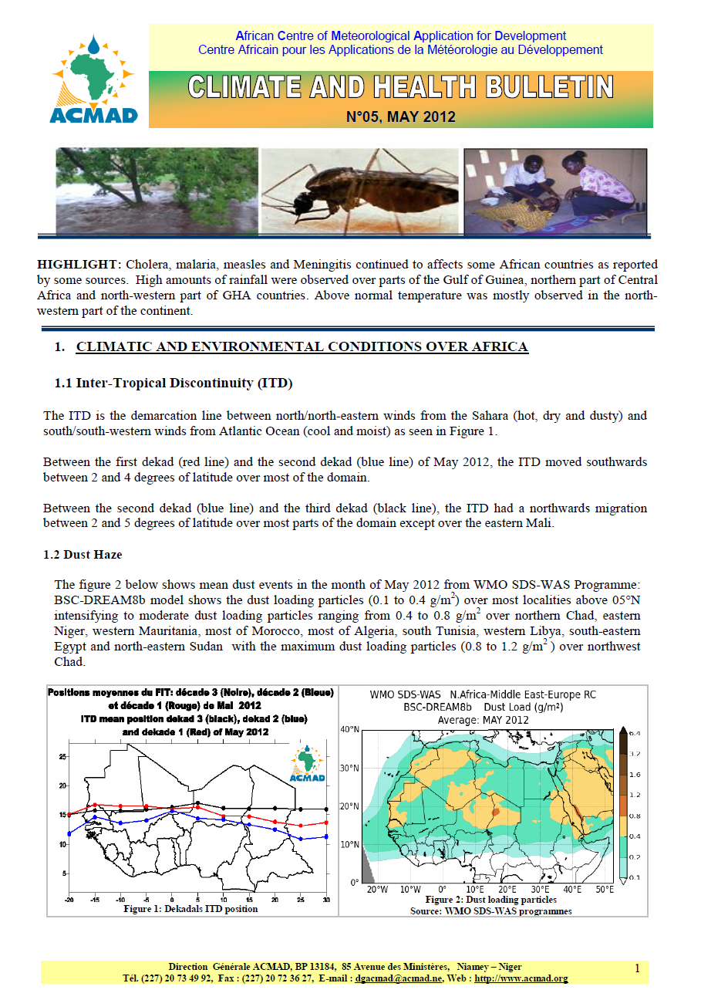 African Centre of Meteorological Application for Development
Centre Africain pour les Applications de la Météorologie au Développement
CLIMATE AND HEALTH BULLETIN
N°05, MAY 2012
ACMAD
HIGHLIGHT: Cholera, malaria, measles and Meningitis continued to affects some African countries as reported
by some sources. High amounts of rainfall were observed over parts of the Gulf of Guinea, northern part of Central
Africa and north-western part of GHA countries. Above normal temperature was mostly observed in the north-
western part of the continent.
1. CLIMATIC AND ENVIRONMENTAL CONDITIONS OVER AFRICA
1.1 Inter-Tropical Discontinuity (ITD)
The ITD is the demarcation line between north/north-eastern winds from the Sahara (hot, dry and dusty) and
south/south-western winds from Atlantic Ocean (cool and moist) as seen in Figure 1.
Between the first dekad (red line) and the second dekad (blue line) of May 2012, the ITD moved southwards
between 2 and 4 degrees of latitude over most of the domain.
Between the second dekad (blue line) and the third dekad (black line), the ITD had a northwards migration
between 2 and 5 degrees of latitude over most parts of the domain except over the eastern Mali.
1.2 Dust Haze
The figure 2 below shows mean dust events in the month of May 2012 from WMO SDS-WAS Programme:
BSC-DREAM8b model shows the dust loading particles (0.1 to 0.4 g/m²) over most localities above 05°N
intensifying to moderate dust loading particles ranging from 0.4 to 0.8 g/m² over northern Chad, eastern
Niger, western Mauritania, most of Morocco, most of Algeria, south Tunisia, western Libya, south-eastern
Egypt and north-eastern Sudan with the maximum dust loading particles (0.8 to 1.2 g/m² ) over northwest
Chad.
Positions moyennes du FIT: décade 3 (Noire), décade 2 (Bleue)
et décade 1 (Rouge) de Mai 2012
ITD mean position dekad 3 (black), dekad 2 (blue)
and dekade 1 (Red) of May 2012
ACMAD
25
20
15
10
5
-20 -15 -10 -5 0 5 10 15 20 25 30
Figure 1: Dekadals ITD position
WMO SDS-WAS N.Africa-Middle East-Europe RC
BSC-DREAM8b Dust Load (g/m²)
Average: MAY 2012
40°N
30°N
20°N
10°N
0°
20°W 10°W 0° 10°E 20°E 30°E 40°E 50°E
6.4
3.2
1.6
1.2
0.8
0.4
0.2
0.1
Figure 2: Dust loading particles
Source: WMO SDS-WAS programmes
Direction Générale ACMAD, BP 13184, 85 Avenue des Ministères, Niamey – Niger
Tél. (227) 20 73 49 92, Fax : (227) 20 72 36 27, E-mail : dgacmad@acmad.ne, Web : http://www.acmad.org
1